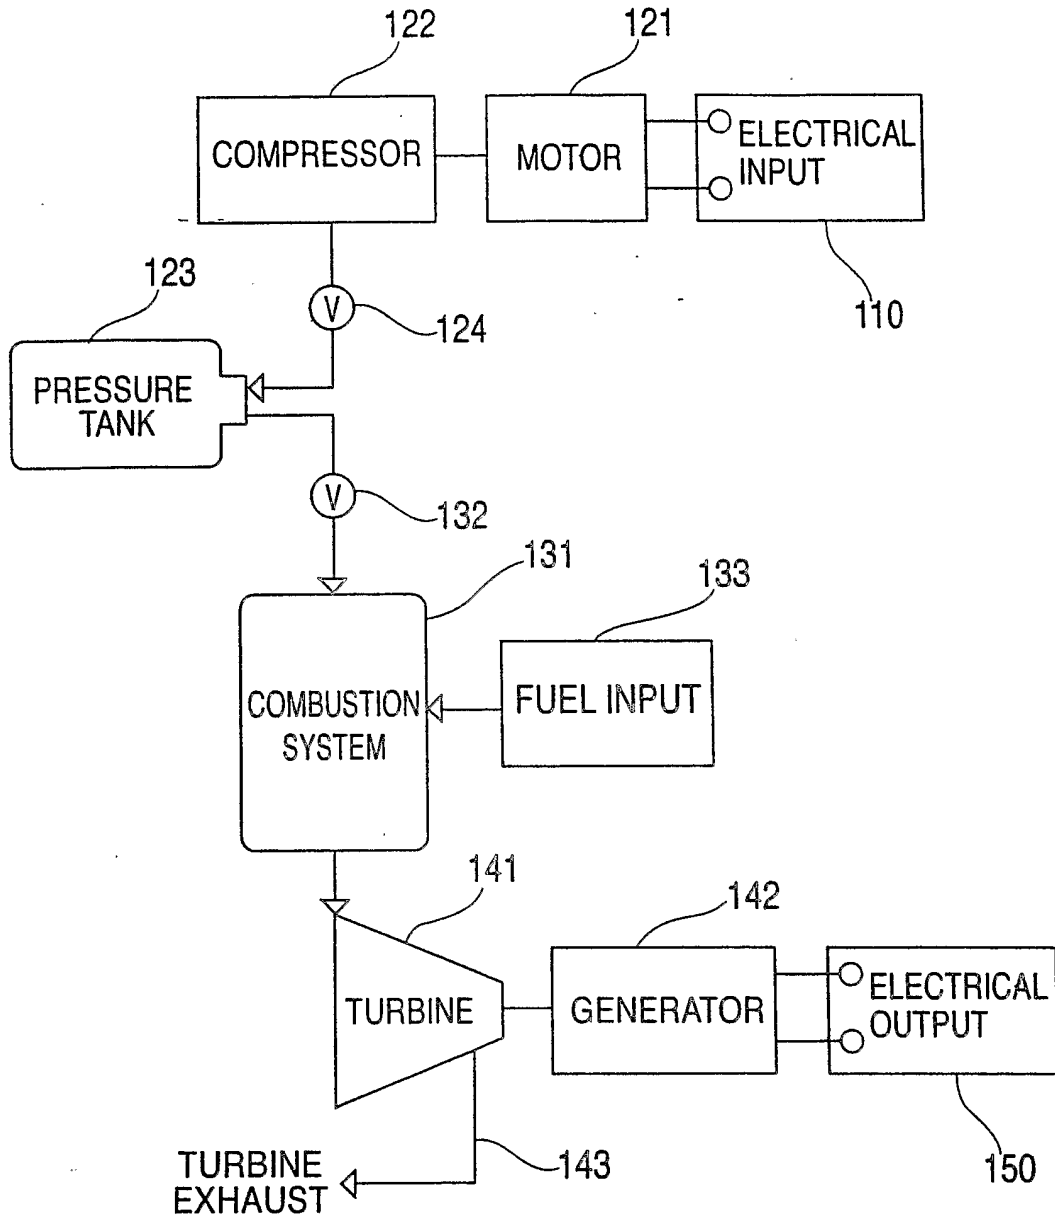 122
121
COMPRESSOR
MOTOR
ELECTRICAL
INPUT
123
V
124
110
PRESSURE
TANK
V
132
131
133
COMBUSTION
SYSTEM
FUEL INPUT
141
142
TURBINE
GENERATOR
ELECTRICAL
OUTPUT
TURBINE
EXHAUST
143
150